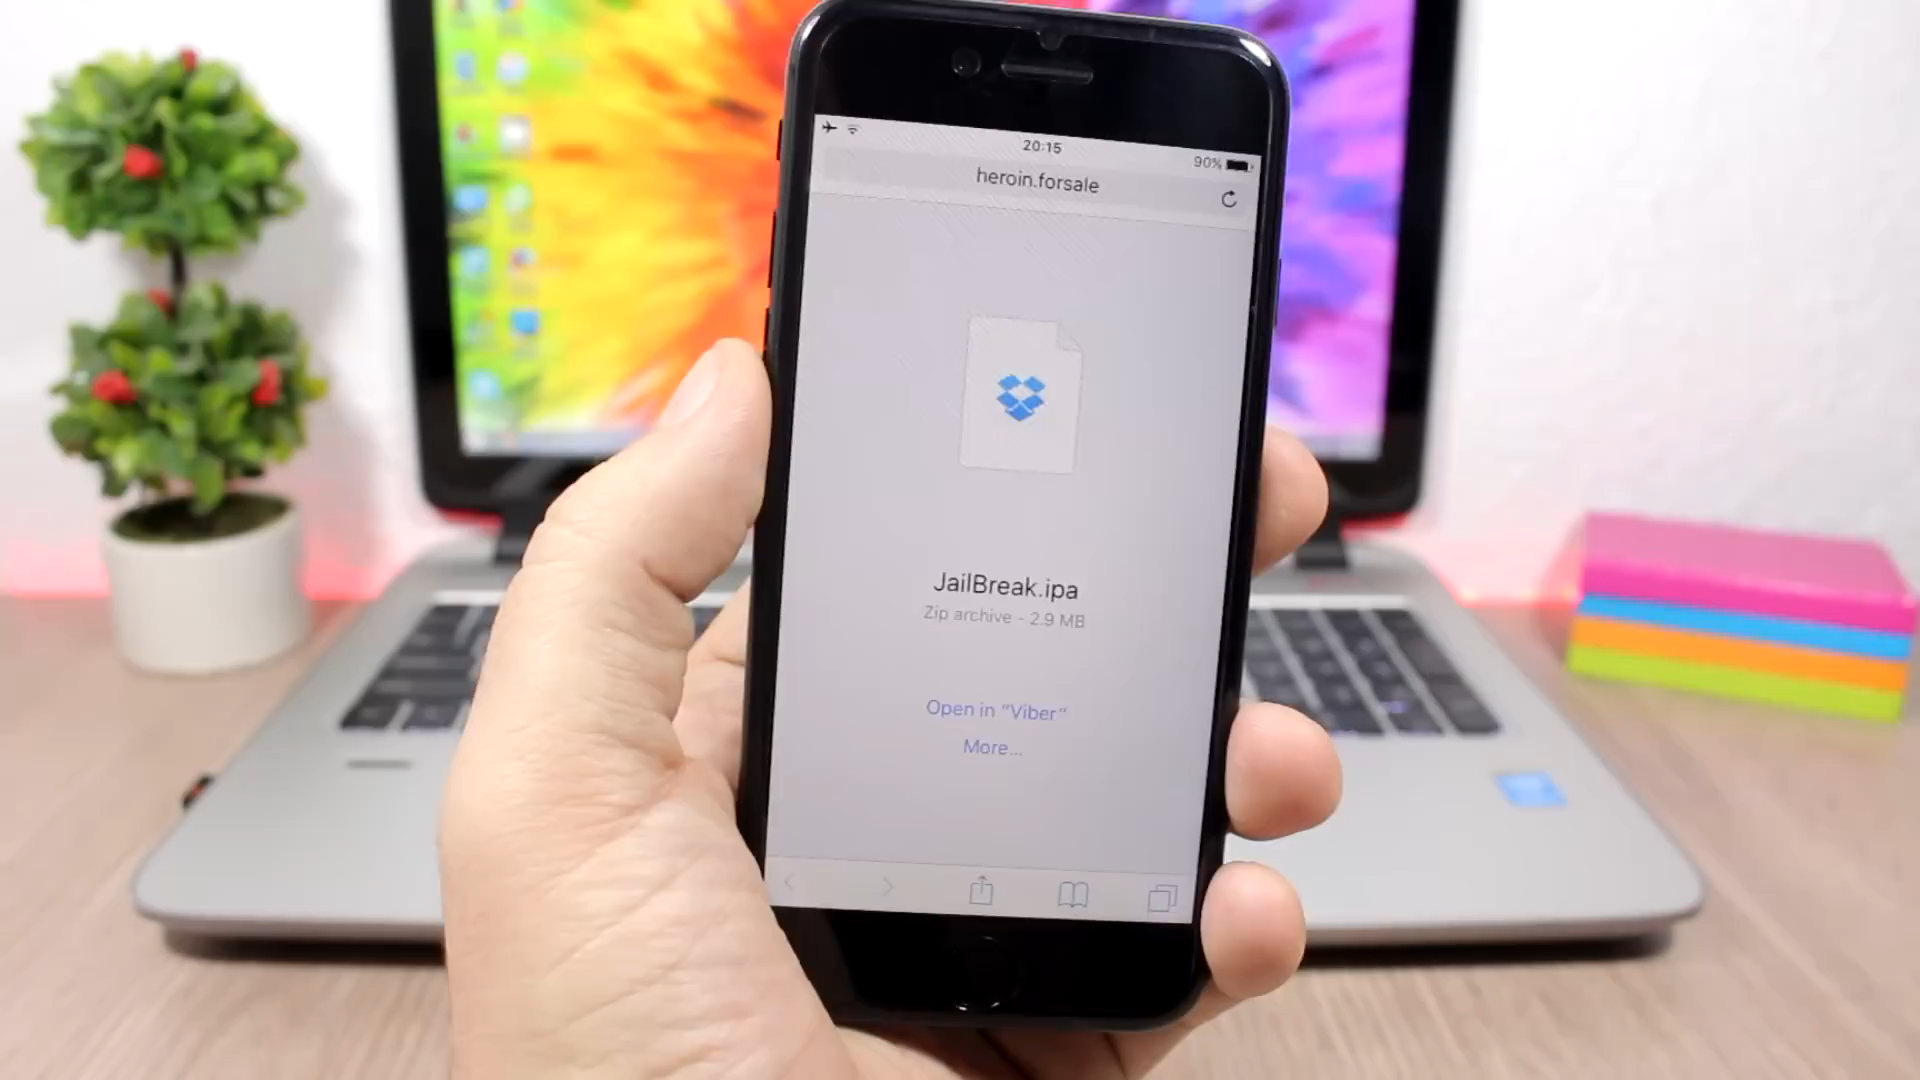 20:15
90%
heroin.forsale
JailBreak.ipa
Zip archive - 2.9 MB
Open in "Viber"
More...